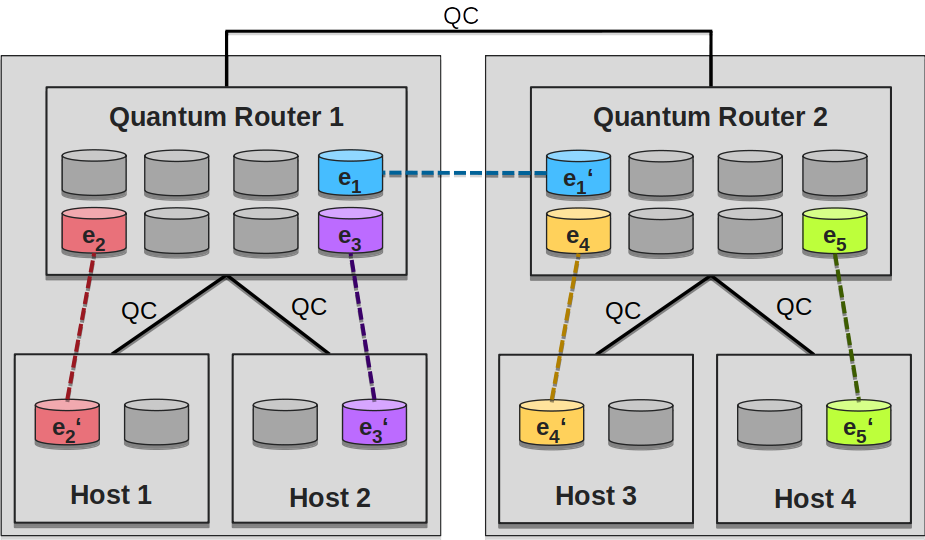 QC
Quantum Router 1
Quantum Router 2
e1
e1‘
e2
e3
e4
e5
QC
QC
QC
QC
e2‘
e3‘
e4‘
e5‘
Host 1
Host 2
Host 3
Host 4